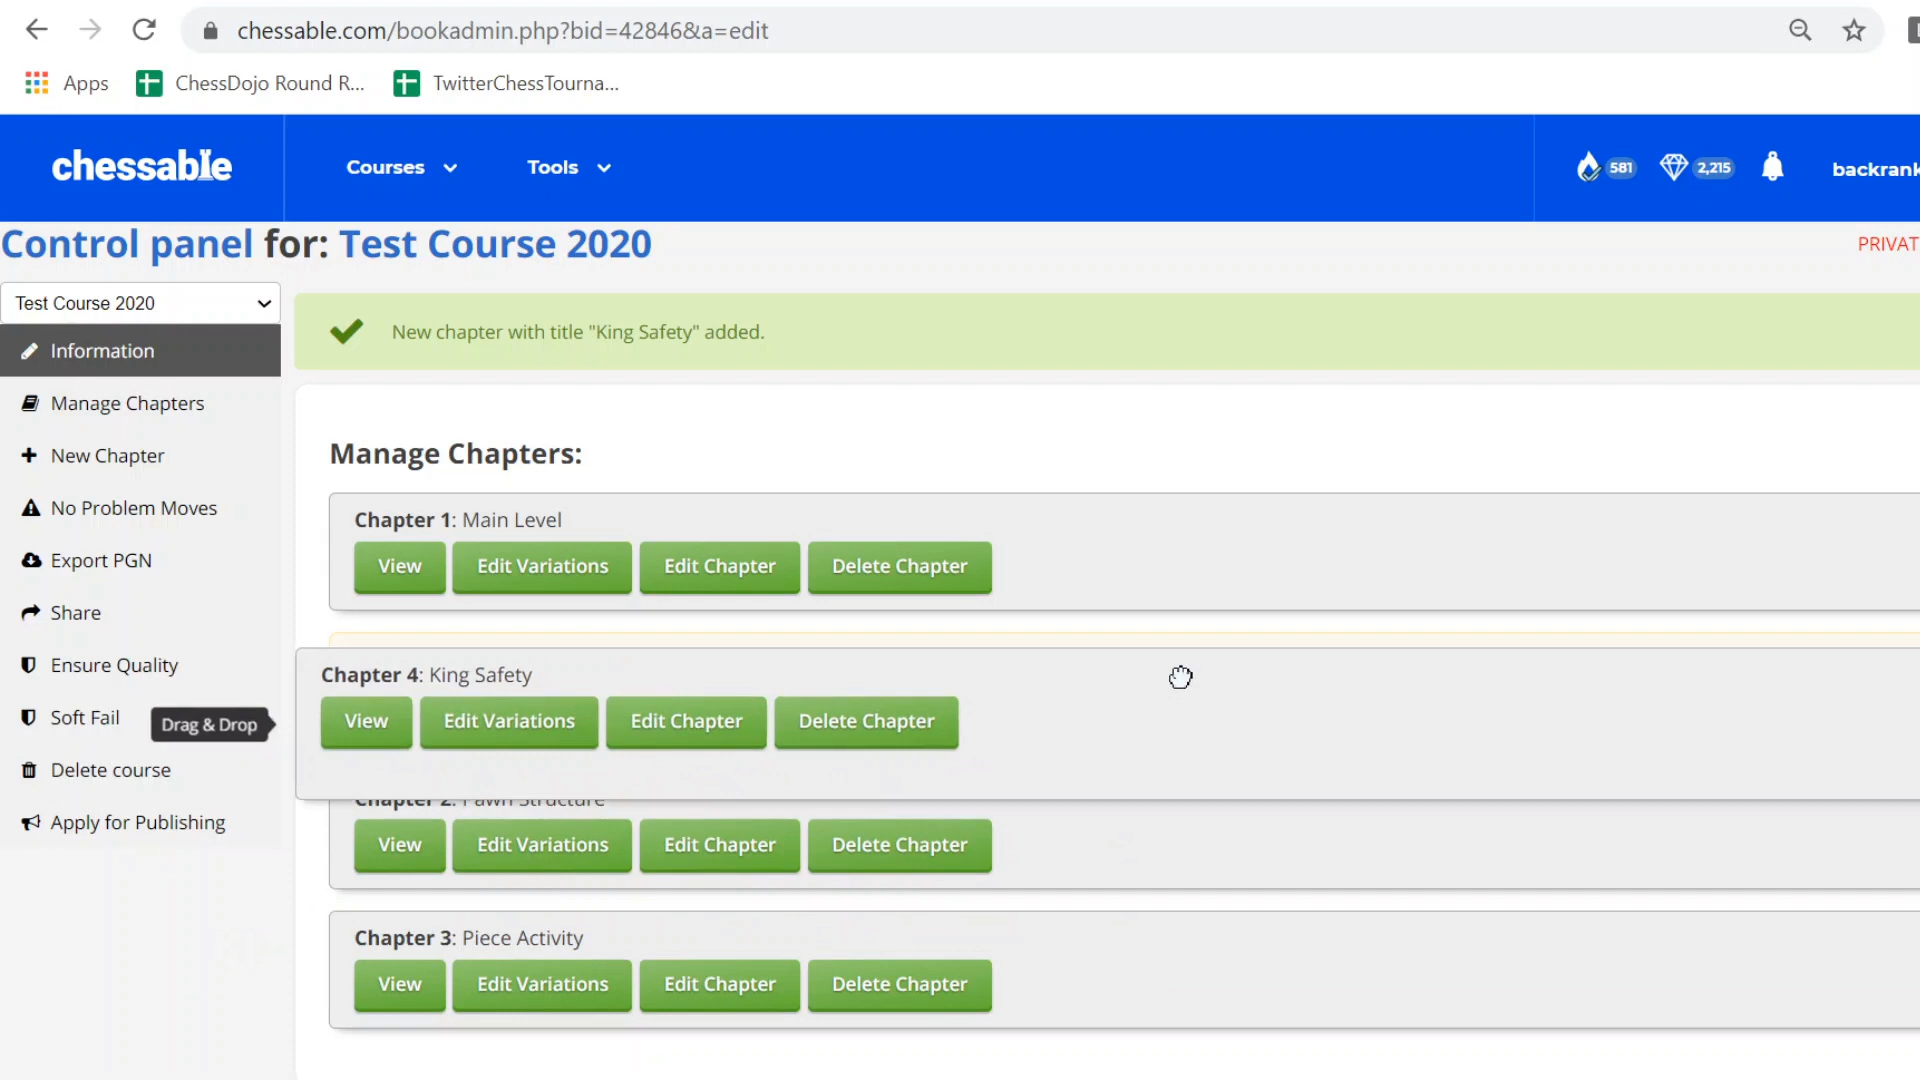 chessable.com/bookadmin.php?bid=42846&a=edit
Apps ChessDojo Round R... TwitterChessTourna...
chessable Courses Tools 581 2,215 backrank
Control panel for: Test Course 2020 PRIVAT
Test Course 2020
New chapter with title "King Safety" added.
Information
Manage Chapters
New Chapter
No Problem Moves
Export PGN
Share
Ensure Quality
Soft Fail
Drag & Drop
Delete course
Apply for Publishing
Manage Chapters:
Chapter 1: Main Level
View Edit Variations Edit Chapter Delete Chapter
Chapter 4: King Safety
View Edit Variations Edit Chapter Delete Chapter
Chapter 2: Pawn Structure
View Edit Variations Edit Chapter Delete Chapter
Chapter 3: Piece Activity
View Edit Variations Edit Chapter Delete Chapter